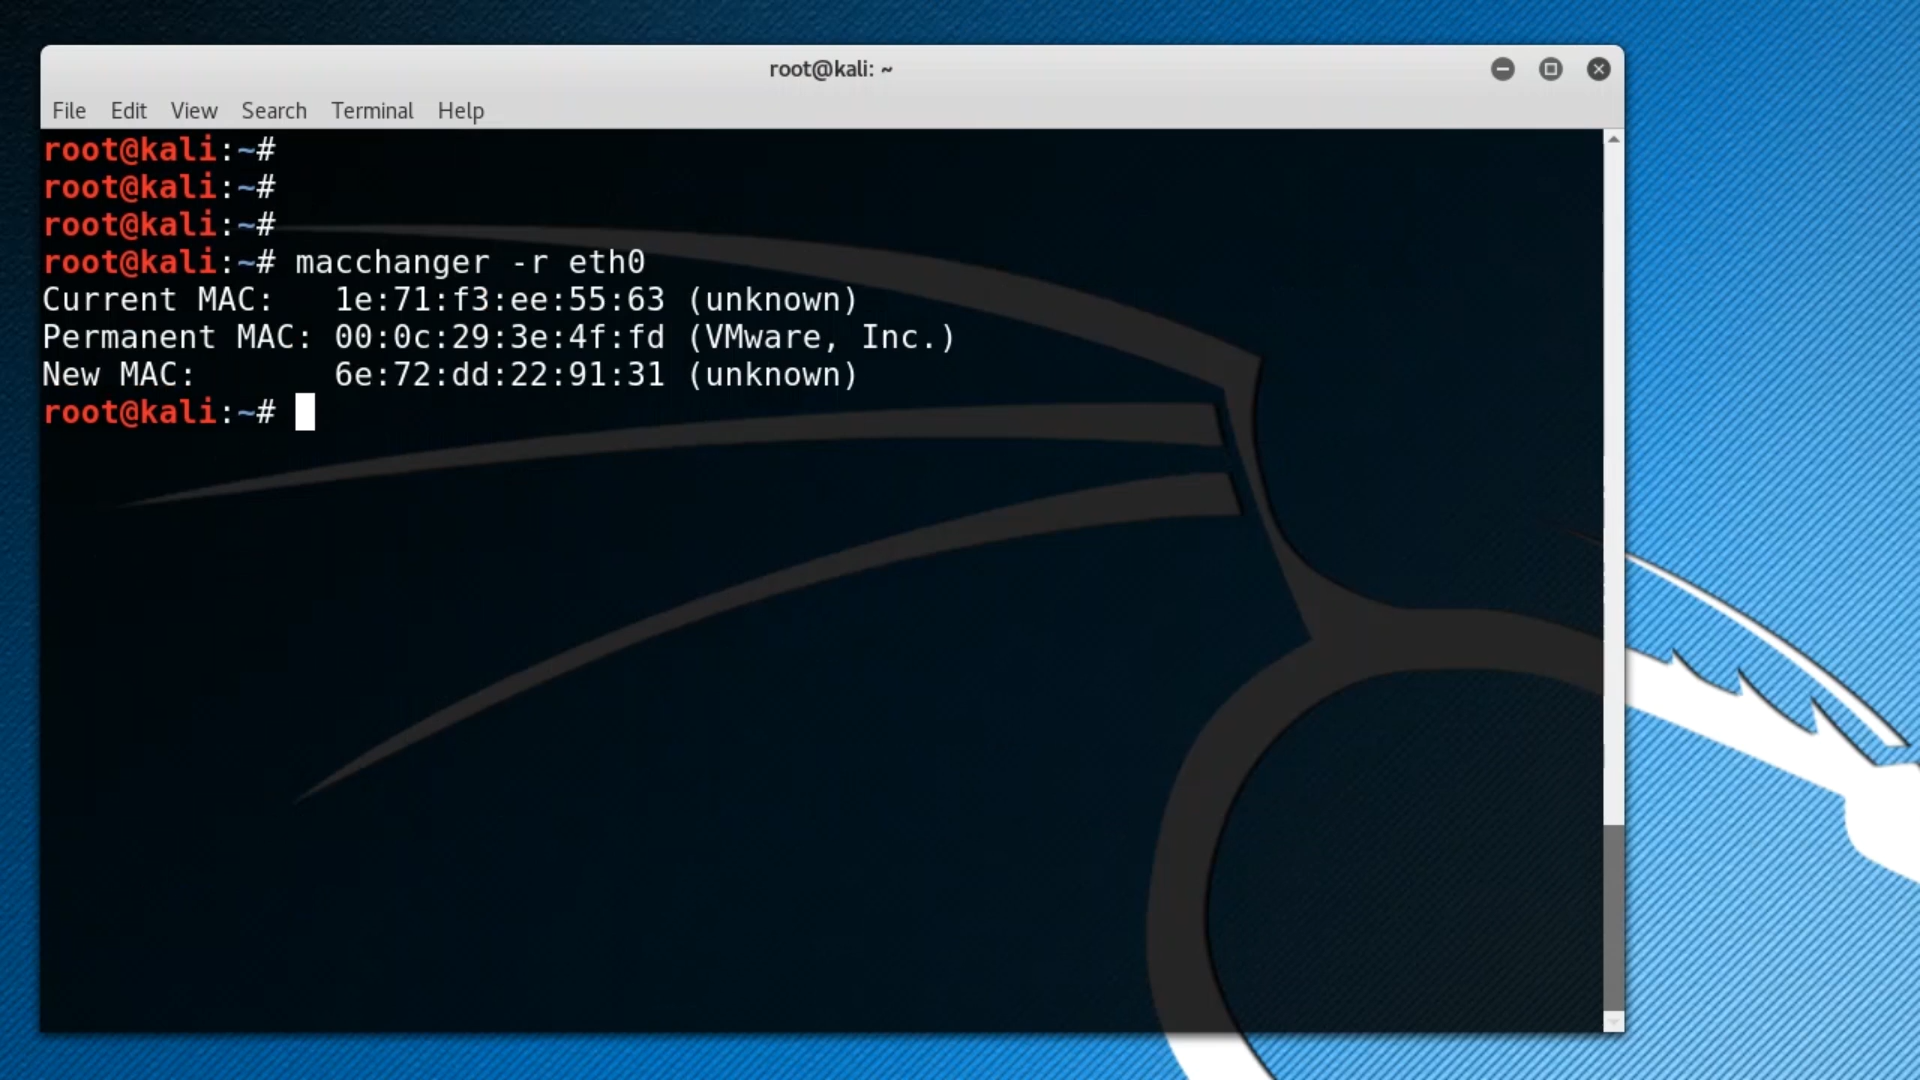 root@kali: ~
File Edit View Search Terminal Help
root@kali:~#
root@kali:~#
root@kali:~#
root@kali:~# macchanger -r eth0
Current MAC:   1e:71:f3:ee:55:63 (unknown)
Permanent MAC: 00:0c:29:3e:4f:fd (VMware, Inc.)
New MAC:       6e:72:dd:22:91:31 (unknown)
root@kali:~#